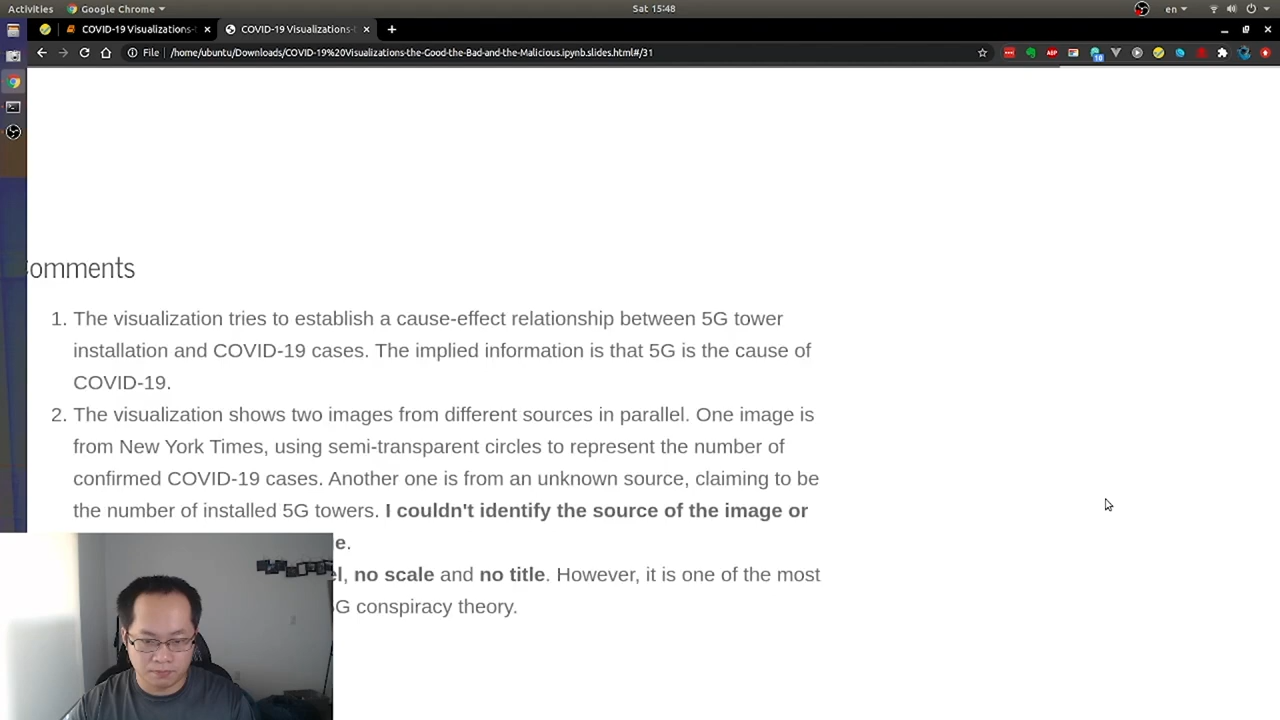 Activities
Google Chrome
Sat 15:48
en
COVID-19 Visualizations-
COVID-19 Visualizations-
File
/home/ubuntu/Downloads/COVID-19%20Visualizations-the-Good-the-Bad-and-the-Malicious.ipynb.slides.html#/31
ABP
10
omments
1. The visualization tries to establish a cause-effect relationship between 5G tower
installation and COVID-19 cases. The implied information is that 5G is the cause of
COVID-19.
2. The visualization shows two images from different sources in parallel. One image is
from New York Times, using semi-transparent circles to represent the number of
confirmed COVID-19 cases. Another one is from an unknown source, claiming to be
the number of installed 5G towers. I couldn't identify the source of the image or
e.
l, no scale and no title. However, it is one of the most
G conspiracy theory.